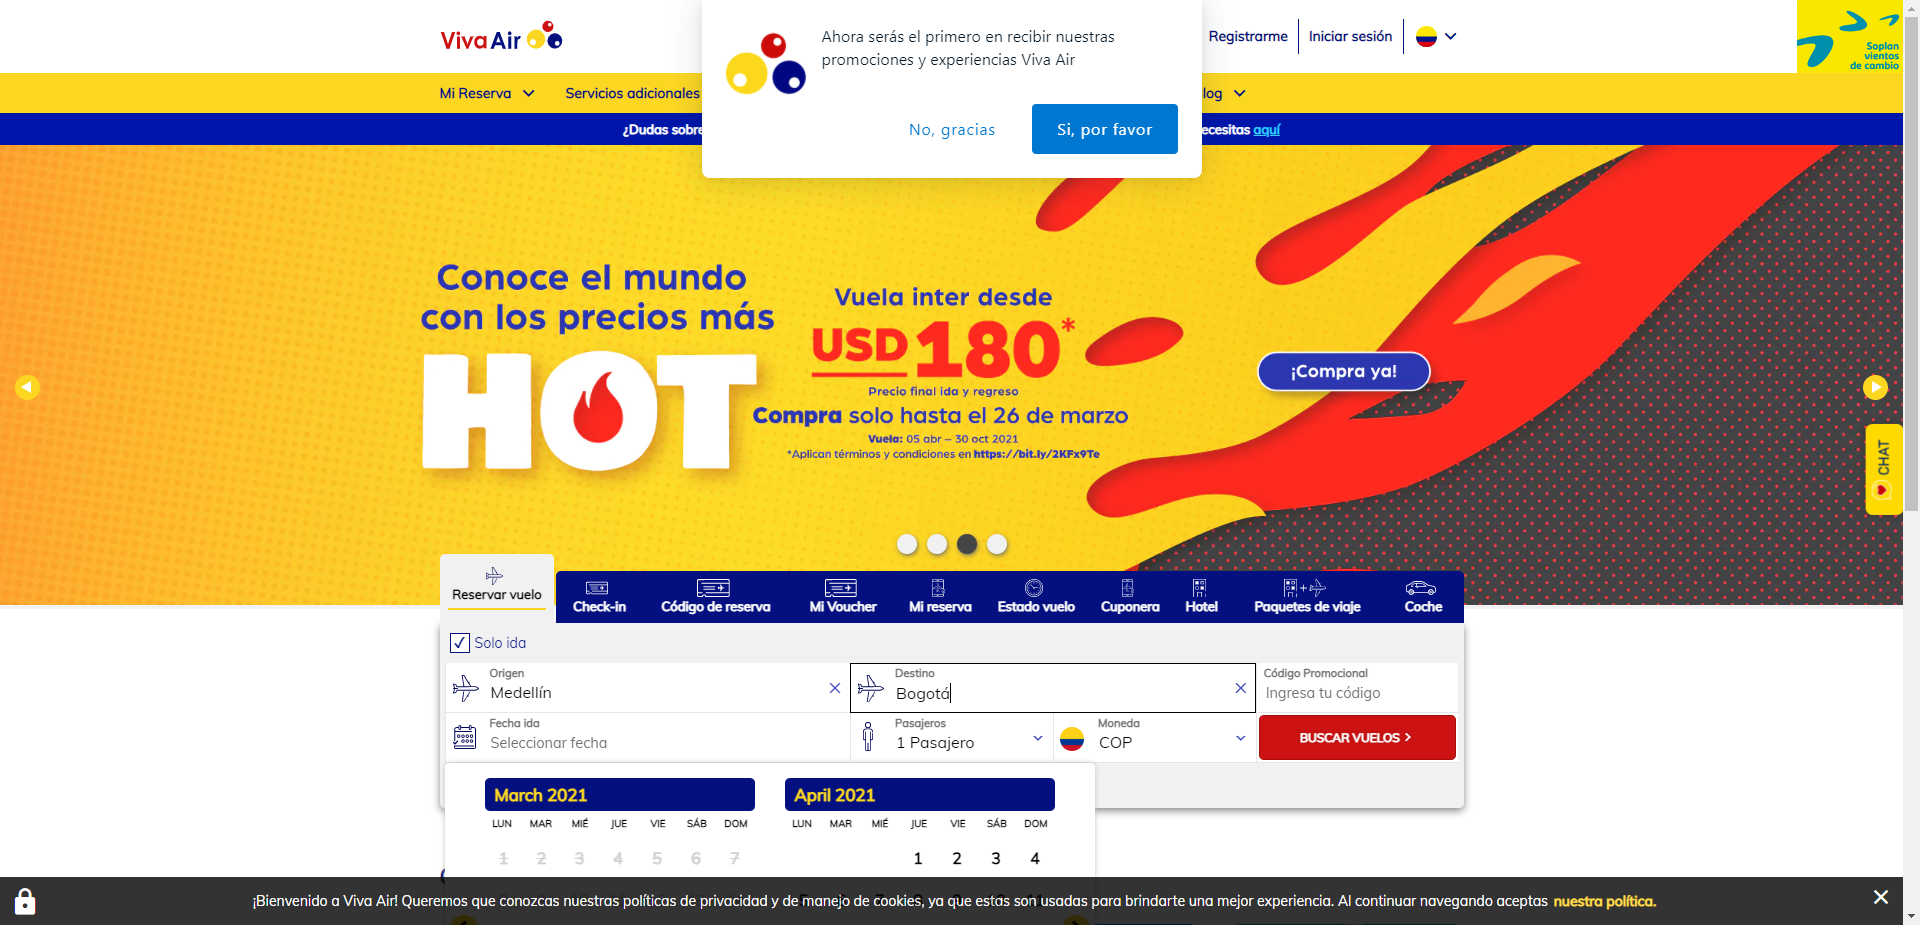 Viva Air
Ahora serás el primero en recibir nuestras
promociones y experiencias Viva Air
No, gracias
Si, por favor
Registrarme
Iniciar sesión
Soplan
vientos
de cambio
Mi Reserva
Servicios adicionales
log
¿Dudas sobre
ecesitas aquí
Conoce el mundo
con los precios más
HOT
Vuela inter desde
USD 180*
Precio final ida y regreso
Compra solo hasta el 26 de marzo
Vuela: 05 abr – 30 oct 2021
*Aplican términos y condiciones en https://bit.ly/2KFx9Te
¡Compra ya!
CHAT
Reservar vuelo
Check-in
Código de reserva
Mi Voucher
Mi reserva
Estado vuelo
Cuponera
Hotel
Paquetes de viaje
Coche
Solo ida
Origen
Medellín
Destino
Bogotá
Código Promocional
Ingresa tu código
Fecha ida
Seleccionar fecha
Pasajeros
1 Pasajero
Moneda
COP
BUSCAR VUELOS >
March 2021
April 2021
LUN MAR MIÉ JUE VIE SÁB DOM
LUN MAR MIÉ JUE VIE SÁB DOM
1 2 3 4 5 6 7
1 2 3 4
¡Bienvenido a Viva Air! Queremos que conozcas nuestras políticas de privacidad y de manejo de cookies, ya que estas son usadas para brindarte una mejor experiencia. Al continuar navegando aceptas nuestra política.